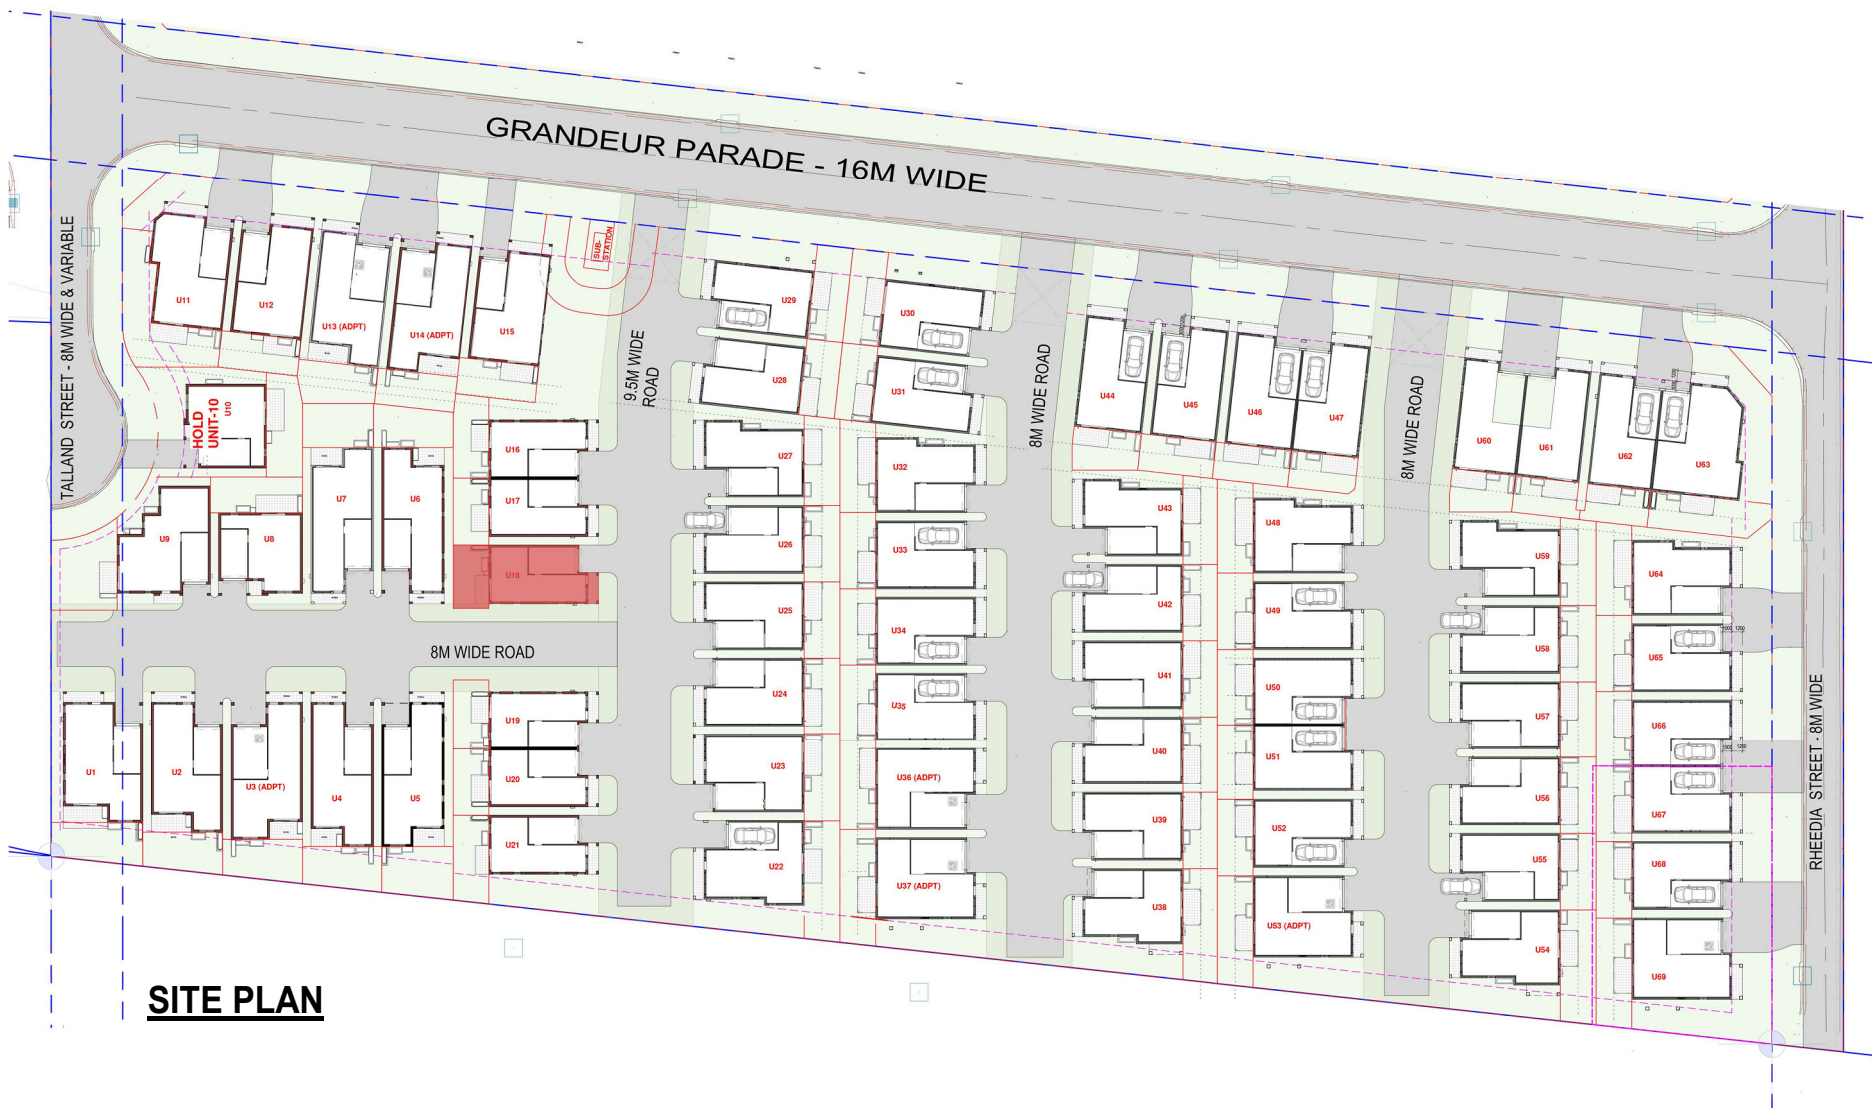 GRANDEUR PARADE - 16M WIDE
TALLAND STREET - 8M WIDE & VARIABLE
SUB-
STATION
U11
U12
U13 (ADPT)
U14 (ADPT)
U15
U29
U30
9.5M WIDE
ROAD
U28
U31
8M WIDE ROAD
U44
U45
U46
U47
8M WIDE ROAD
U60
U61
U62
U63
HOLD
UNIT-10
U10
U16
U17
U18
U7
U6
U9
U8
U27
U32
U43
U48
U26
U33
U59
U64
U25
U34
U42
U49
U58
U65
8M WIDE ROAD
U24
U35
U41
U50
U57
U66
U1
U2
U3 (ADPT)
U4
U5
U19
U20
U21
U23
U36 (ADPT)
U40
U51
U56
U67
U22
U37 (ADPT)
U39
U52
U55
U68
U38
U53 (ADPT)
U54
U69
RHEEDIA STREET - 8M WIDE
SITE PLAN